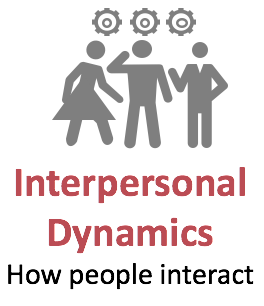 Interpersonal
Dynamics
How people interact